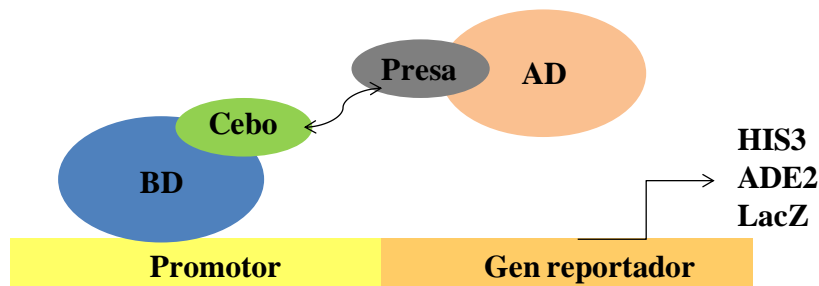 Presa
AD
Cebo
BD
HIS3
ADE2
LacZ
Promotor
Gen reportador